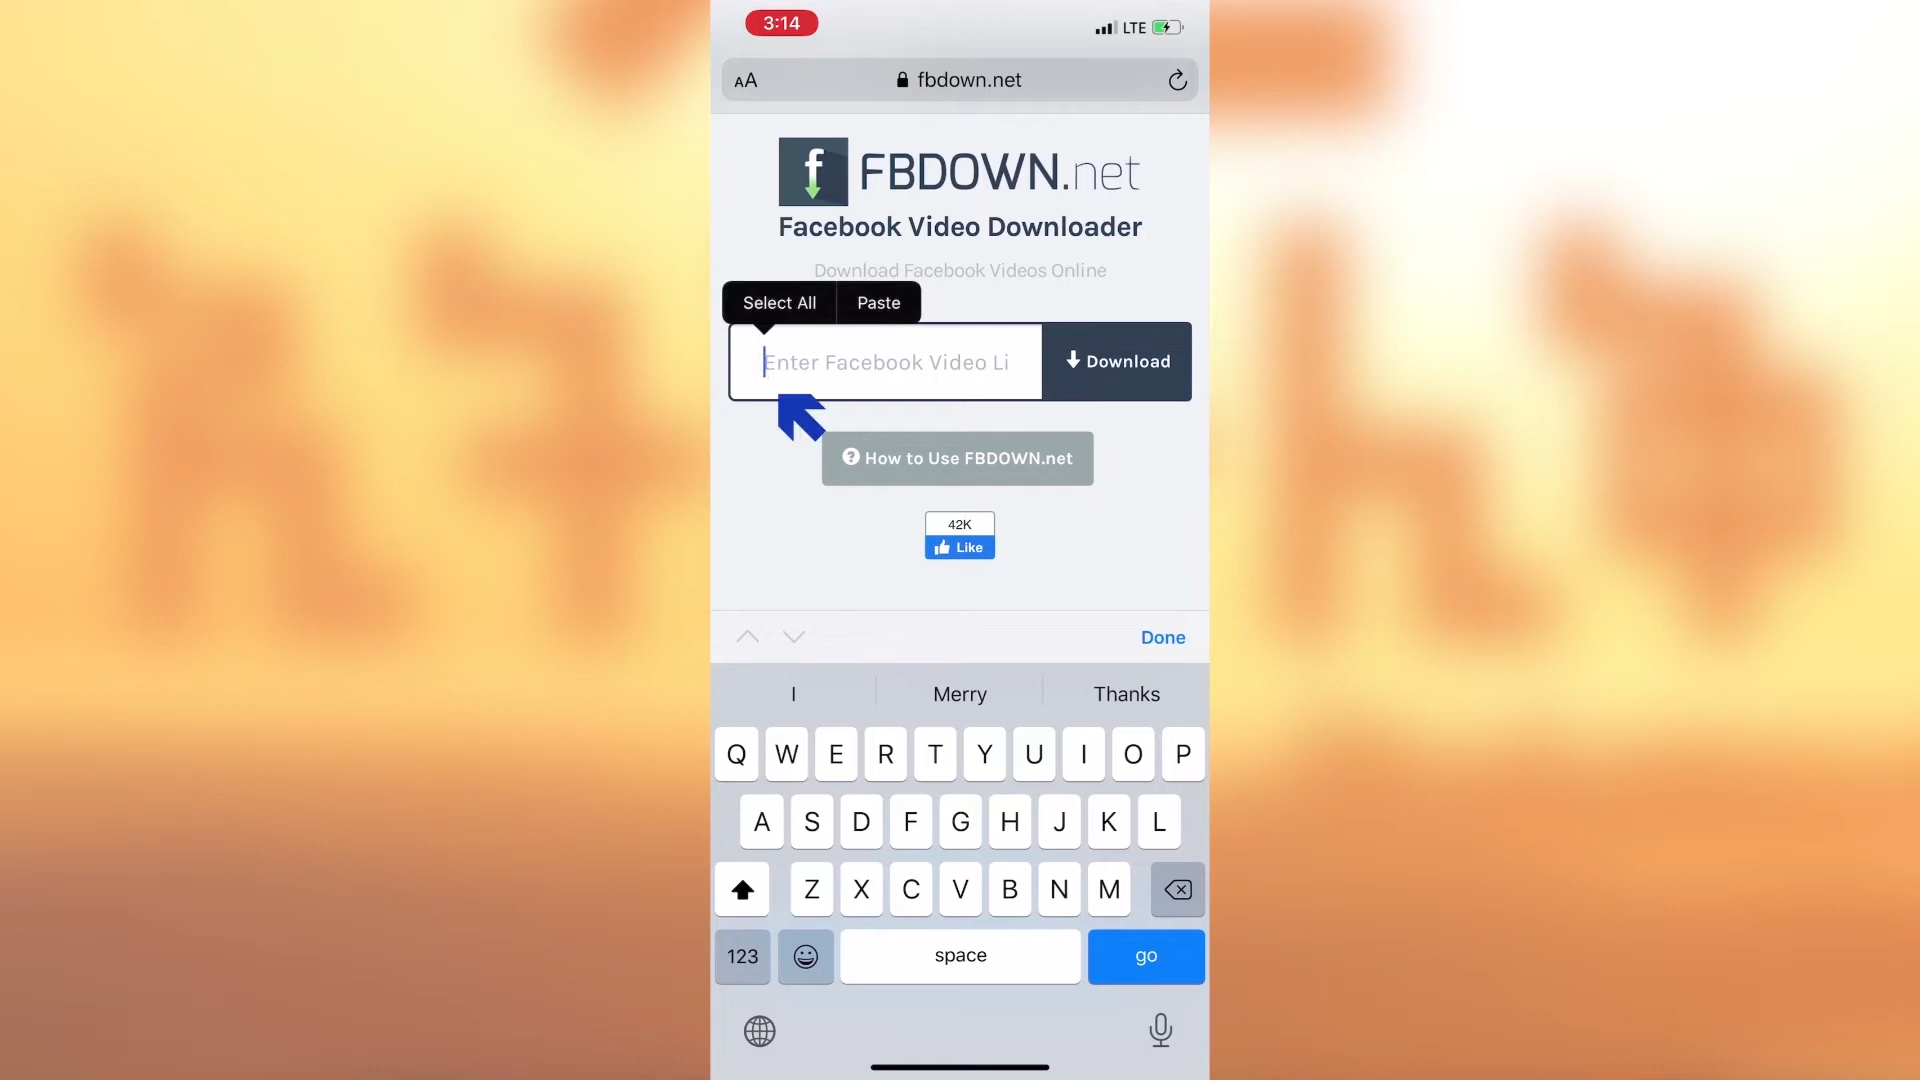 3:14
LTE
AA
fbdown.net
f FBDOWN.net
Facebook Video Downloader
Download Facebook Videos Online
Select All Paste
Enter Facebook Video Li
Download
How to Use FBDOWN.net
42K
Like
Done
I Merry Thanks
Q W E R T Y U I O P
A S D F G H J K L
Z X C V B N M
123 space go